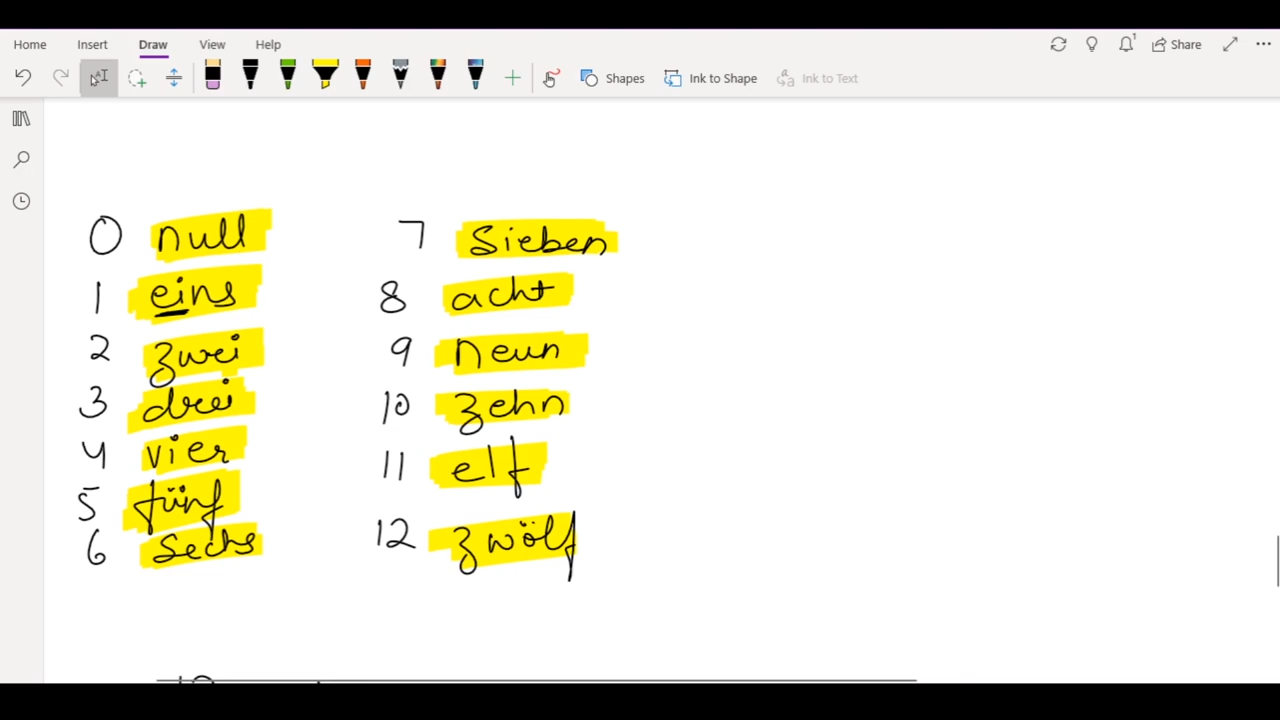 Home Insert Draw View Help
1 Share
Shapes Ink to Shape Ink to Text
0 null
1 eins
2 zwei
3 drei
4 vier
5 fünf
6 Sechs
7 Sieben
8 acht
9 neun
10 zehn
11 elf
12 zwölf